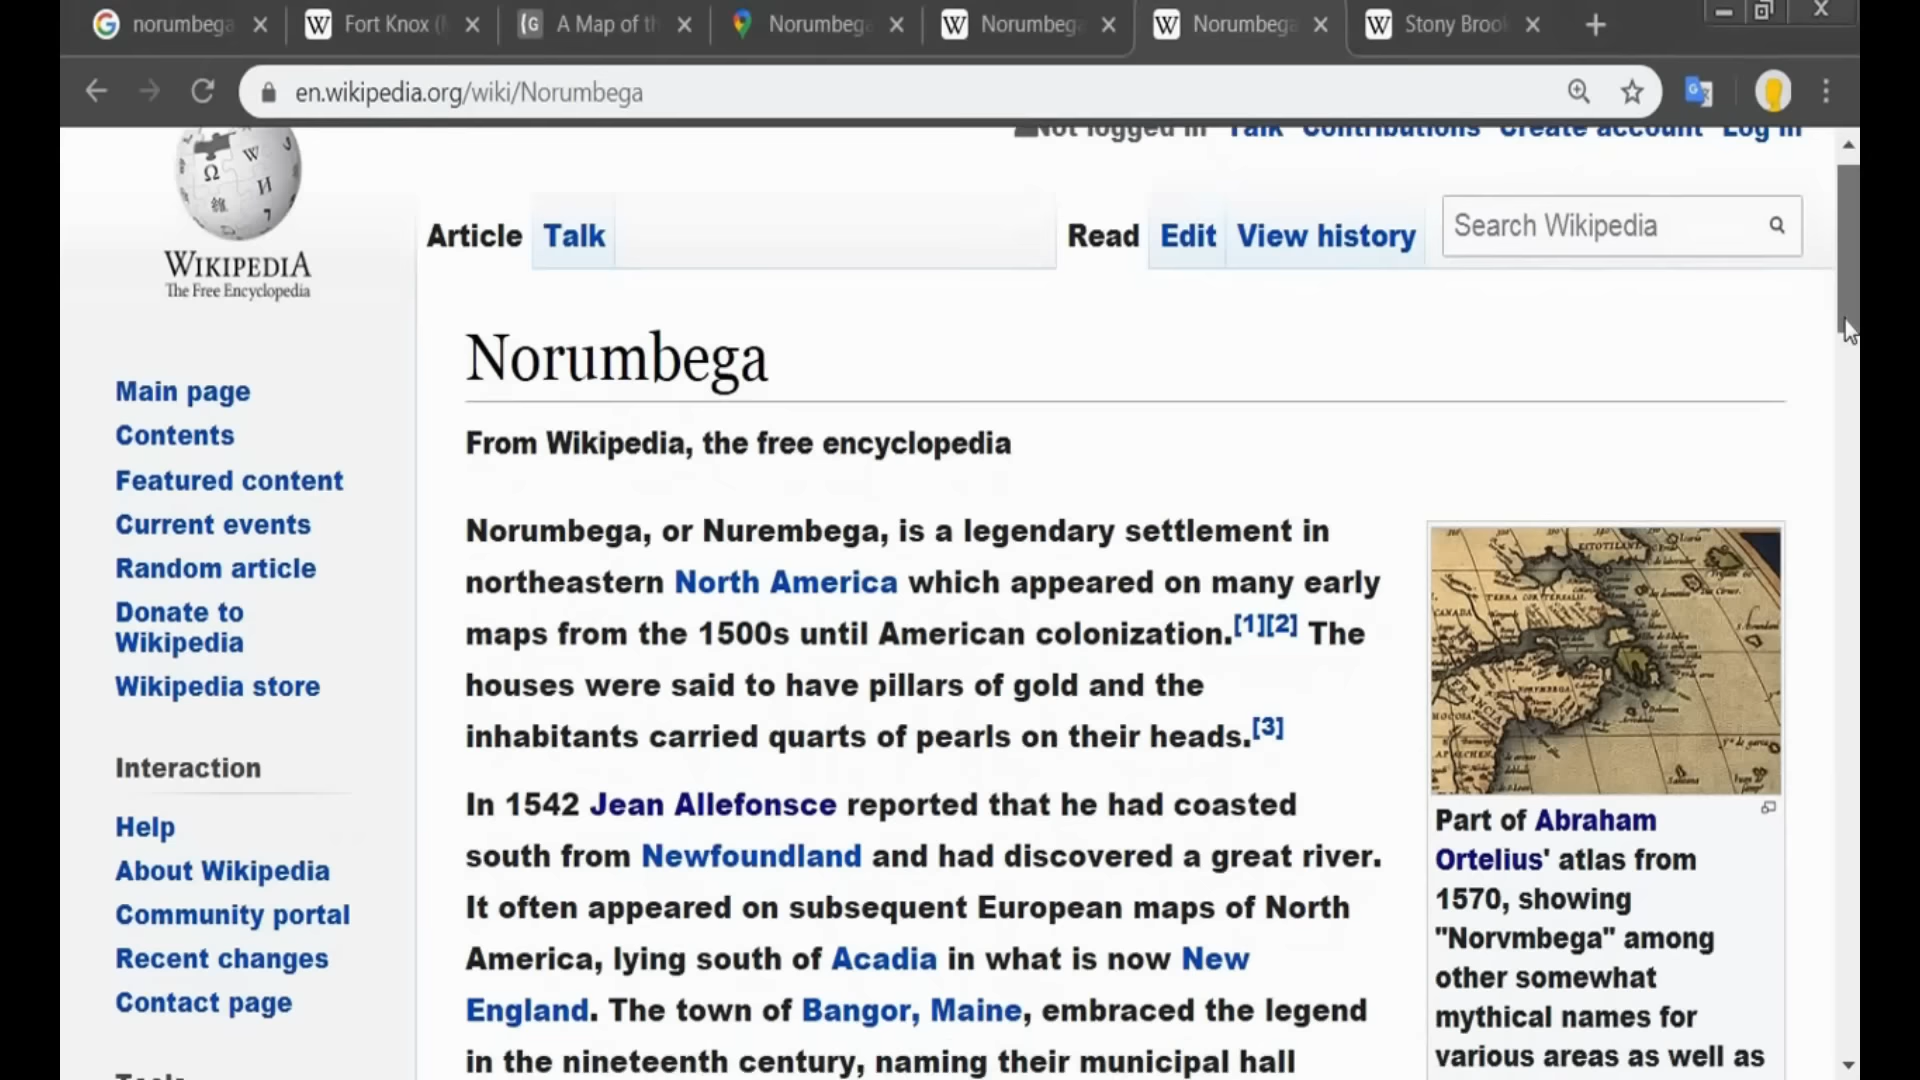 norumbega
Fort Knox (
A Map of th
Norumbega
Norumbega
Norumbega
Stony Brook
en.wikipedia.org/wiki/Norumbega
Not logged in Talk Contributions Create account Log in
WIKIPEDIA
The Free Encyclopedia
Article Talk Read Edit View history Search Wikipedia
Norumbega
From Wikipedia, the free encyclopedia
Main page
Contents
Featured content
Current events
Random article
Donate to
Wikipedia
Wikipedia store
Interaction
Help
About Wikipedia
Community portal
Recent changes
Contact page
Norumbega, or Nurembega, is a legendary settlement in
northeastern North America which appeared on many early
maps from the 1500s until American colonization.[1][2] The
houses were said to have pillars of gold and the
inhabitants carried quarts of pearls on their heads.[3]
In 1542 Jean Allefonsce reported that he had coasted
south from Newfoundland and had discovered a great river.
It often appeared on subsequent European maps of North
America, lying south of Acadia in what is now New
England. The town of Bangor, Maine, embraced the legend
in the nineteenth century, naming their municipal hall
Part of Abraham
Ortelius' atlas from
1570, showing
"Norvmbega" among
other somewhat
mythical names for
various areas as well as